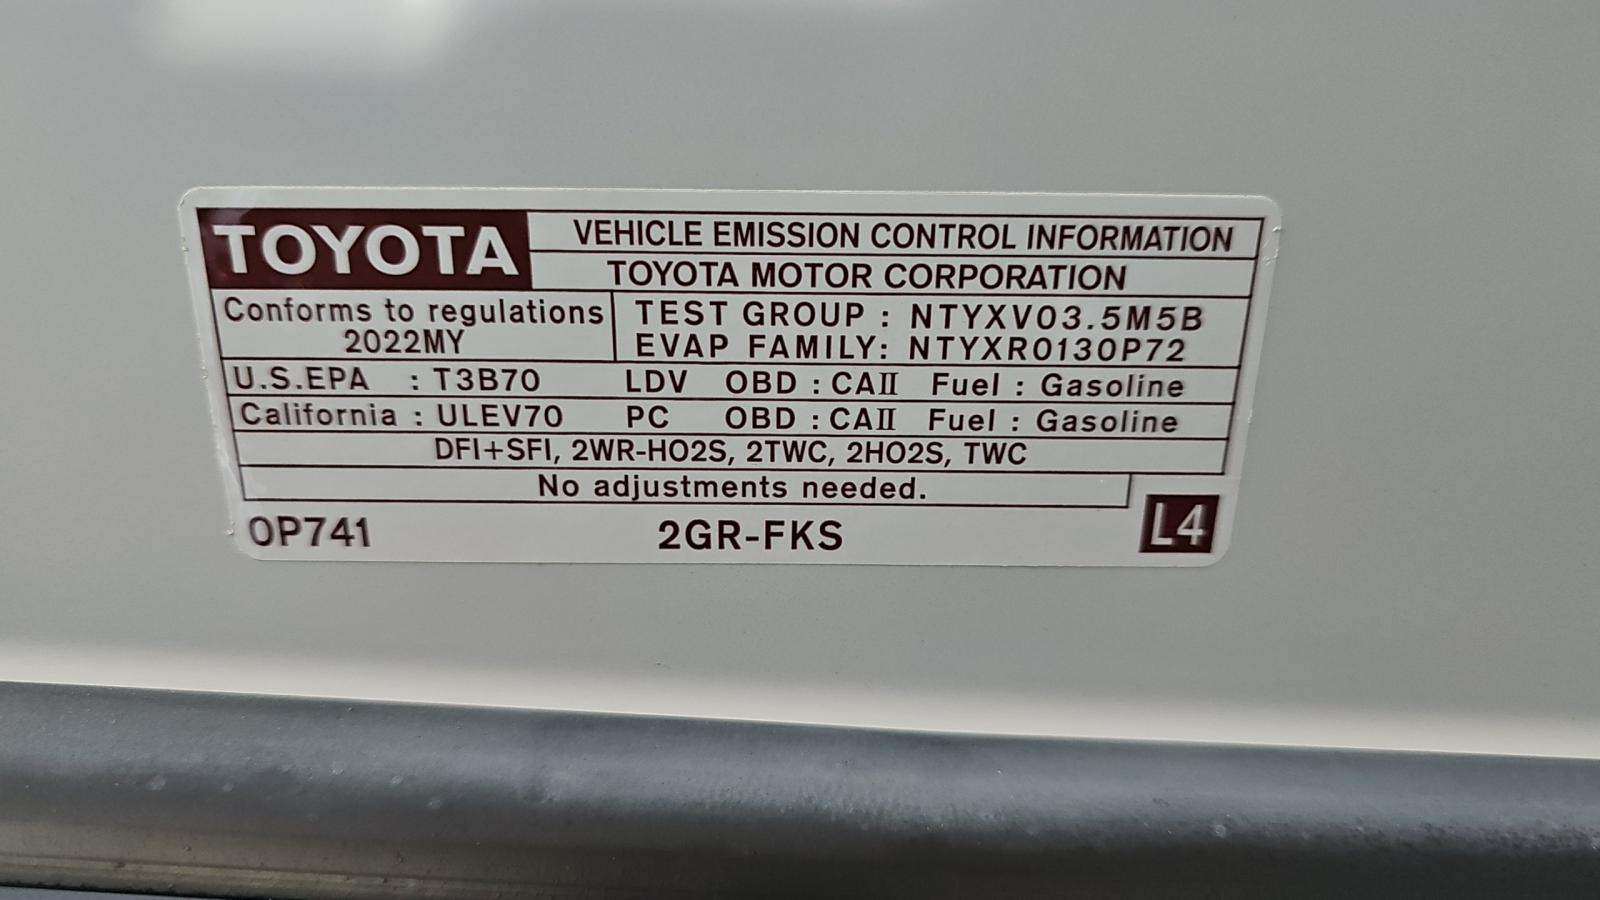 TOYOTA
VEHICLE EMISSION CONTROL INFORMATION
TOYOTA MOTOR CORPORATION
Conforms to regulations
2022MY
TEST GROUP : NTYXV03.5M5B
EVAP FAMILY: NTYXR0130P72
U.S.EPA : T3B70 LDV OBD : CAⅡ Fuel : Gasoline
California : ULEV70 PC OBD : CAⅡ Fuel : Gasoline
DFI+SFI, 2WR-HO2S, 2TWC, 2HO2S, TWC
No adjustments needed.
0P741 2GR-FKS L4